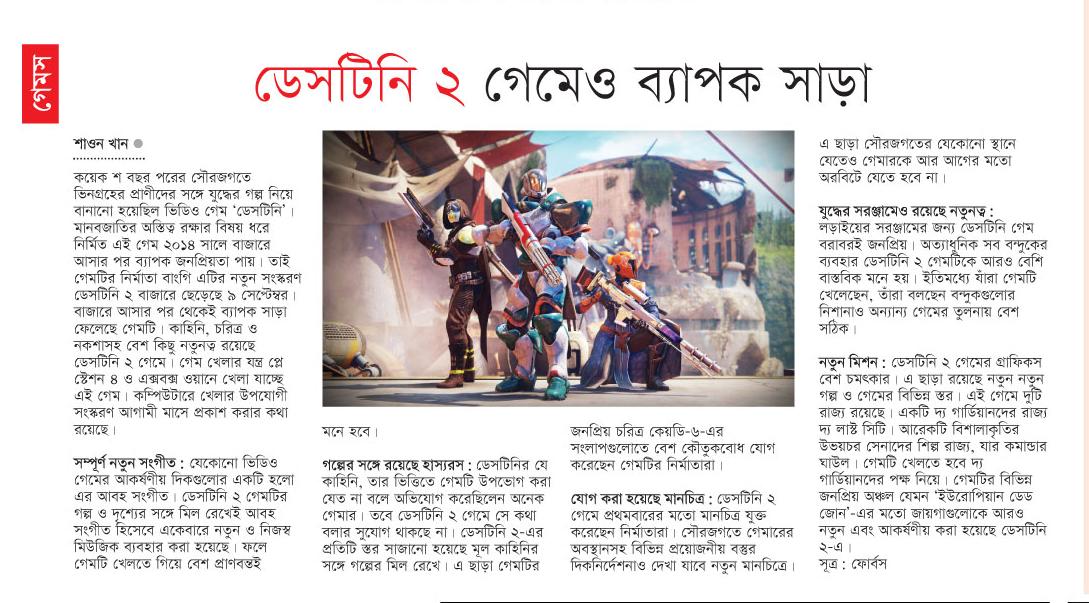 গেমস
ডেসটিনি ২ গেমেও ব্যাপক সাড়া
শাওন খান
কয়েক শ বছর পরের সৌরজগতে
ভিনগ্রহের প্রাণীদের সঙ্গে যুদ্ধের গল্প নিয়ে
বানানো হয়েছিল ভিডিও গেম ‘ডেসটিনি’।
মানবজাতির অস্তিত্ব রক্ষার বিষয় ধরে
নির্মিত এই গেম ২০১৪ সালে বাজারে
আসার পর ব্যাপক জনপ্রিয়তা পায়। তাই
গেমটির নির্মাতা বাংগি এটির নতুন সংস্করণ
ডেসটিনি ২ বাজারে ছেড়েছে ৯ সেপ্টেম্বর।
বাজারে আসার পর থেকেই ব্যাপক সাড়া
ফেলেছে গেমটি। কাহিনি, চরিত্র ও
নকশাসহ বেশ কিছু নতুনত্ব রয়েছে
ডেসটিনি ২ গেমে। গেম খেলার যন্ত্র প্লে
স্টেশন ৪ ও এক্সবক্স ওয়ানে খেলা যাচ্ছে
এই গেম। কম্পিউটারে খেলার উপযোগী
সংস্করণ আগামী মাসে প্রকাশ করার কথা
রয়েছে।
সম্পূর্ণ নতুন সংগীত : যেকোনো ভিডিও
গেমের আকর্ষণীয় দিকগুলোর একটি হলো
এর আবহ সংগীত। ডেসটিনি ২ গেমটির
গল্প ও দৃশ্যের সঙ্গে মিল রেখেই আবহ
সংগীত হিসেবে একেবারে নতুন ও নিজস্ব
মিউজিক ব্যবহার করা হয়েছে। ফলে
গেমটি খেলতে গিয়ে বেশ প্রাণবন্তই
মনে হবে।
গল্পের সঙ্গে রয়েছে হাস্যরস : ডেসটিনির যে
কাহিনি, তার ভিত্তিতে গেমটি উপভোগ করা
যেত না বলে অভিযোগ করেছিলেন অনেক
গেমার। তবে ডেসটিনি ২ গেমে সে কথা
বলার সুযোগ থাকছে না। ডেসটিনি ২-এর
প্রতিটি স্তর সাজানো হয়েছে মূল কাহিনির
সঙ্গে গল্পের মিল রেখে। এ ছাড়া গেমটির
জনপ্রিয় চরিত্র কেয়ডি-৬-এর
সংলাপগুলোতে বেশ কৌতুকবোধ যোগ
করেছেন গেমটির নির্মাতারা।
যোগ করা হয়েছে মানচিত্র : ডেসটিনি ২
গেমে প্রথমবারের মতো মানচিত্র যুক্ত
করেছেন নির্মাতারা। সৌরজগতে গেমারের
অবস্থানসহ বিভিন্ন প্রয়োজনীয় বস্তুর
দিকনির্দেশনাও দেখা যাবে নতুন মানচিত্রে।
এ ছাড়া সৌরজগতের যেকোনো স্থানে
যেতেও গেমারকে আর আগের মতো
অরবিটে যেতে হবে না।
যুদ্ধের সরঞ্জামেও রয়েছে নতুনত্ব :
লড়াইয়ের সরঞ্জামের জন্য ডেসটিনি গেম
বরাবরই জনপ্রিয়। অত্যাধুনিক সব বন্দুকের
ব্যবহার ডেসটিনি ২ গেমটিকে আরও বেশি
বাস্তবিক মনে হয়। ইতিমধ্যে যাঁরা গেমটি
খেলেছেন, তাঁরা বলছেন বন্দুকগুলোর
নিশানাও অন্যান্য গেমের তুলনায় বেশ
সঠিক।
নতুন মিশন : ডেসটিনি ২ গেমের গ্রাফিকস
বেশ চমৎকার। এ ছাড়া রয়েছে নতুন নতুন
গল্প ও গেমের বিভিন্ন স্তর। এই গেমে দুটি
রাজ্য রয়েছে। একটি দ্য গার্ডিয়ানদের রাজ্য
দ্য লাস্ট সিটি। আরেকটি বিশালাকৃতির
উভয়চর সেনাদের শিল্প রাজ্য, যার কমান্ডার
ঘাউল। গেমটি খেলতে হবে দ্য
গার্ডিয়ানদের পক্ষ নিয়ে। গেমটির বিভিন্ন
জনপ্রিয় অঞ্চল যেমন ‘ইউরোপিয়ান ডেড
জোন’-এর মতো জায়গাগুলোকে আরও
নতুন এবং আকর্ষণীয় করা হয়েছে ডেসটিনি
২-এ।
সূত্র : ফোর্বস